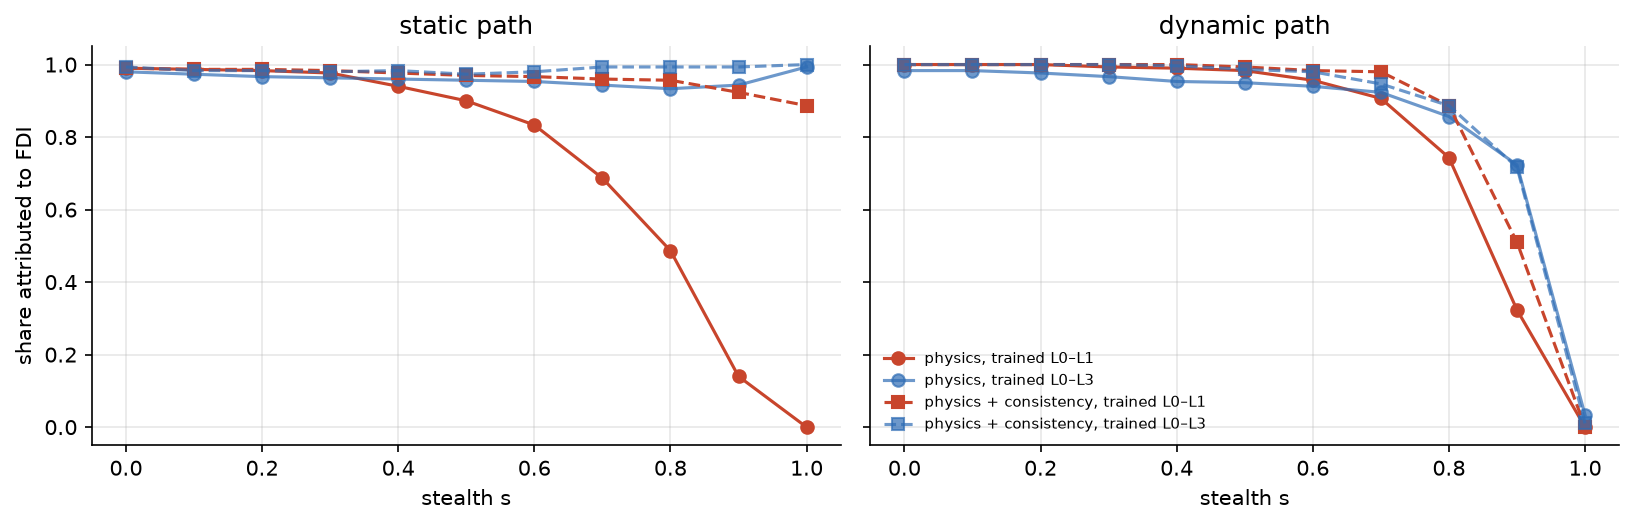 static path
dynamic path
share attributed to FDI
1.0
0.8
0.6
0.4
0.2
0.0
0.0 0.2 0.4 0.6 0.8 1.0
stealth s
physics, trained L0–L1
physics, trained L0–L3
physics + consistency, trained L0–L1
physics + consistency, trained L0–L3
0.0 0.2 0.4 0.6 0.8 1.0
stealth s